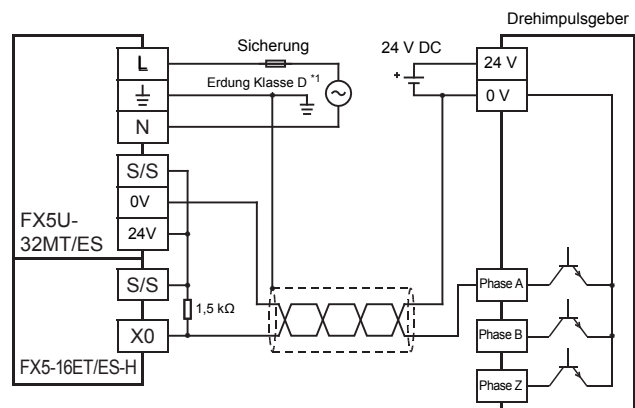 Drehimpulsgeber
Sicherung
24 V DC
L
24 V
Erdung Klasse D *1
+
0 V
N
S/S
0V
FX5U-
32MT/ES
24V
S/S
1,5 kΩ
Phase A
X0
Phase B
FX5-16ET/ES-H
Phase Z